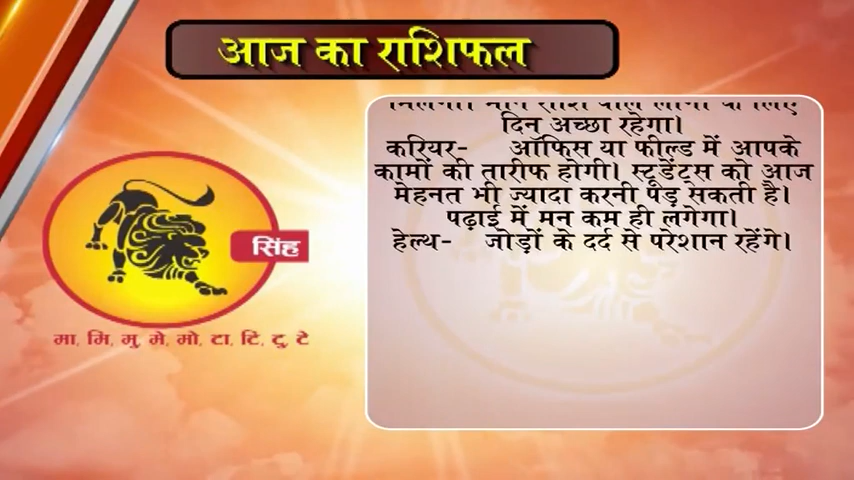 आज का राशिफल
सिंह
मा, मि, मु, मे, मो, टा, टि, टु, टे
दिन अच्छा रहेगा।
करियर- ऑफिस या फील्ड में आपके
कामों की तारीफ होगी। स्टूडेंट्स को आज
मेहनत भी ज्यादा करनी पड़ सकती है।
पढ़ाई में मन कम ही लगेगा।
हेल्थ- जोड़ों के दर्द से परेशान रहेंगे।